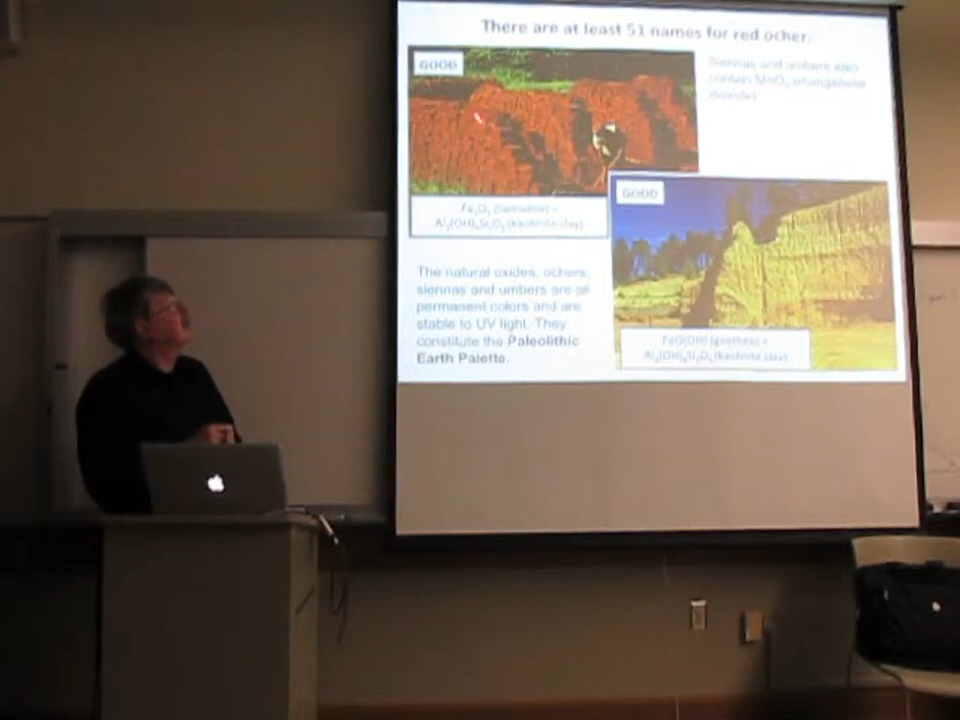 There are at least 51 names for red ocher.
GOOD
Siennas and umbers also
contain MnO₂ (manganese
dioxide)
Fe₂O₃ (hematite) +
Al₂(OH)₄Si₂O₅ (kaolinite clay)
GOOD
The natural oxides, ochers,
siennas and umbers are all
permanent colors and are
stable to UV light. They
constitute the Paleolithic
Earth Palette.
FeO(OH) (goethite) +
Al₂(OH)₄Si₂O₅ (kaolinite clay)